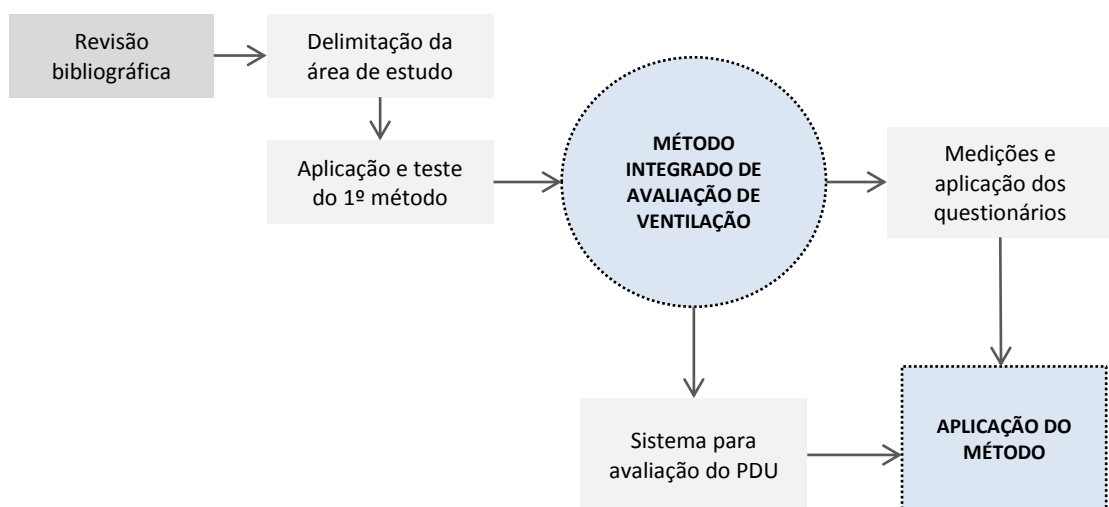 Revisão
bibliográfica
Delimitação da
área de estudo
Aplicação e teste
do 1º método
MÉTODO
INTEGRADO DE
AVALIAÇÃO DE
VENTILAÇÃO
Medições e
aplicação dos
questionários
Sistema para
avaliação do PDU
APLICAÇÃO DO
MÉTODO